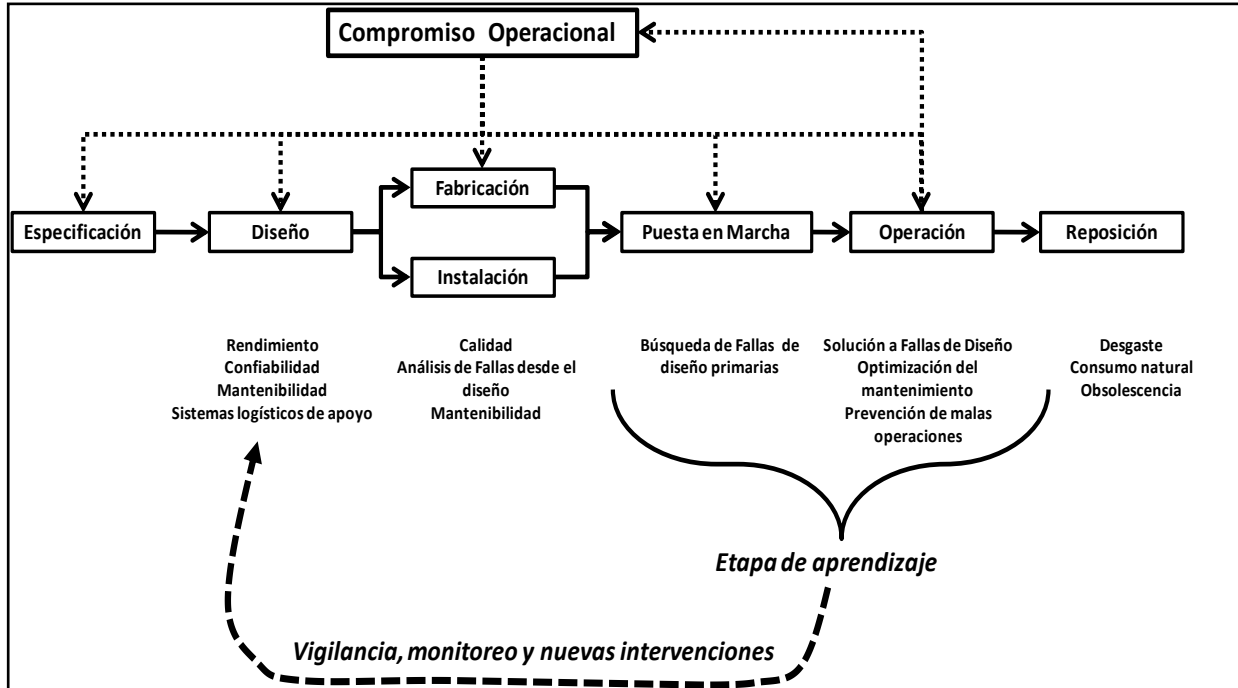 Compromiso Operacional
Fabricación
Especificación
Diseño
Puesta en Marcha
Operación
Reposición
Instalación
Rendimiento
Confiabilidad
Mantenibilidad
Sistemas logísticos de apoyo
Calidad
Análisis de Fallas desde el
diseño
Mantenibilidad
Búsqueda de Fallas de
diseño primarias
Solución a Fallas de Diseño
Optimización del
mantenimiento
Prevención de malas
operaciones
Desgaste
Consumo natural
Obsolescencia
Etapa de aprendizaje
Vigilancia, monitoreo y nuevas intervenciones